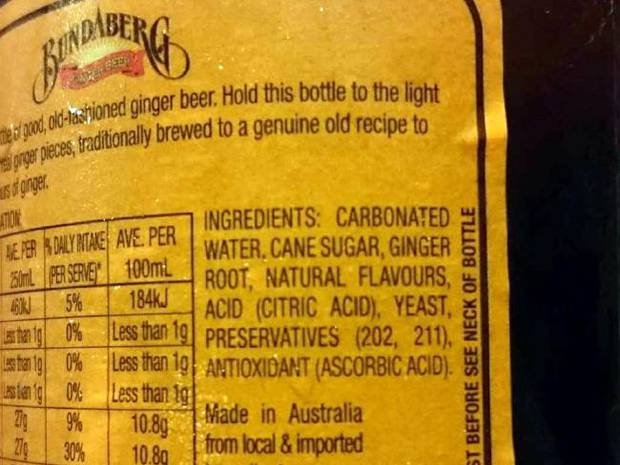 BUNDABERG
GINGER BEER
of good, old-fashioned ginger beer. Hold this bottle to the light
real ginger pieces, traditionally brewed to a genuine old recipe to
of ginger.
AVE. PER % DAILY INTAKE AVE. PER
250mL (PER SERVE)* 100mL
460kJ 5% 184kJ
Less than 1g 0% Less than 1g
Less than 1g 0% Less than 1g
Less than 1g 0% Less than 1g
27g 9% 10.8g
27g 30% 10.8g
INGREDIENTS: CARBONATED
WATER, CANE SUGAR, GINGER
ROOT, NATURAL FLAVOURS,
ACID (CITRIC ACID), YEAST,
PRESERVATIVES (202, 211),
ANTIOXIDANT (ASCORBIC ACID).
Made in Australia
from local & imported
BEFORE SEE NECK OF BOTTLE